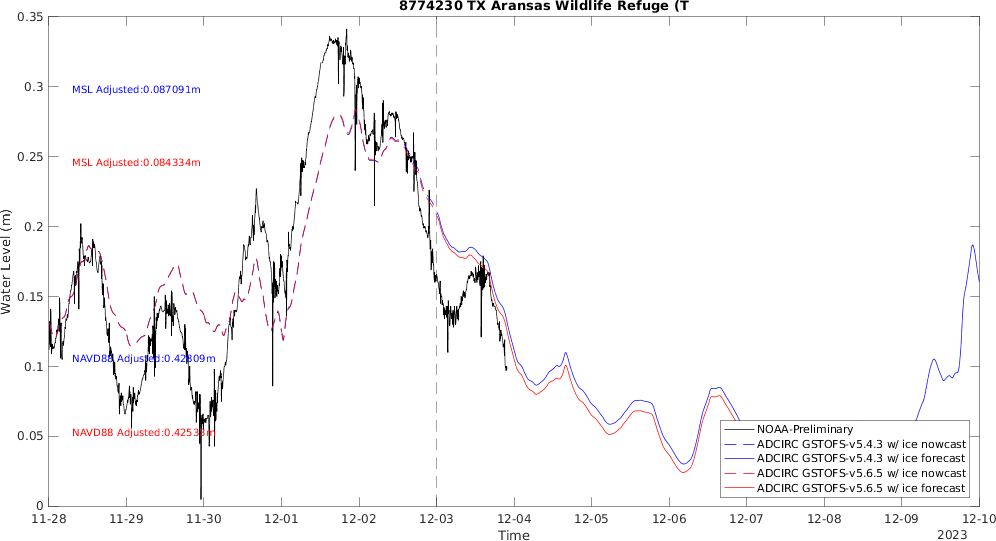 8774230 TX Aransas Wildlife Refuge (T
0.35
0.3
0.25
0.2
0.15
0.1
0.05
0
Water Level (m)
MSL Adjusted:0.087091m
MSL Adjusted:0.084334m
NAVD88 Adjusted:0.42809m
NAVD88 Adjusted:0.42533m
NOAA-Preliminary
ADCIRC GSTOFS-v5.4.3 w/ ice nowcast
ADCIRC GSTOFS-v5.4.3 w/ ice forecast
ADCIRC GSTOFS-v5.6.5 w/ ice nowcast
ADCIRC GSTOFS-v5.6.5 w/ ice forecast
11-28 11-29 11-30 12-01 12-02 12-03 12-04 12-05 12-06 12-07 12-08 12-09 12-10
Time
2023